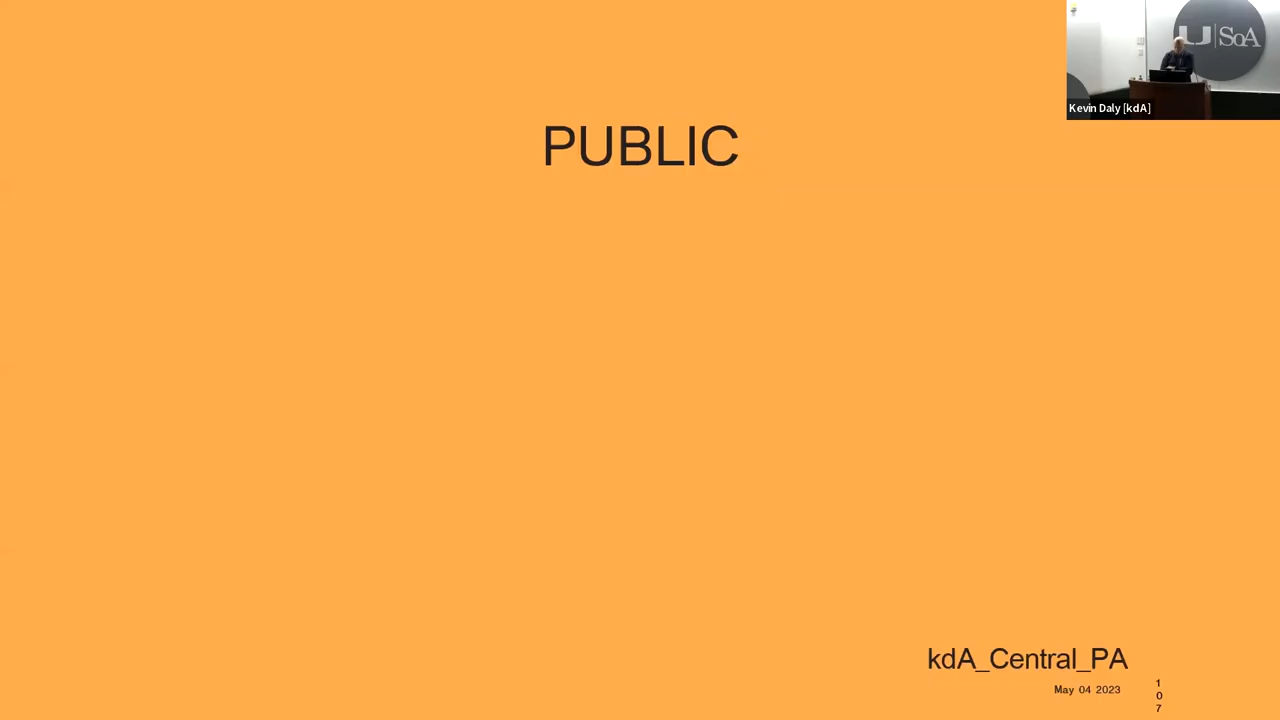 U | SoA
Kevin Daly [kdA]
PUBLIC
kdA_Central_PA
May 04 2023
1
0
7